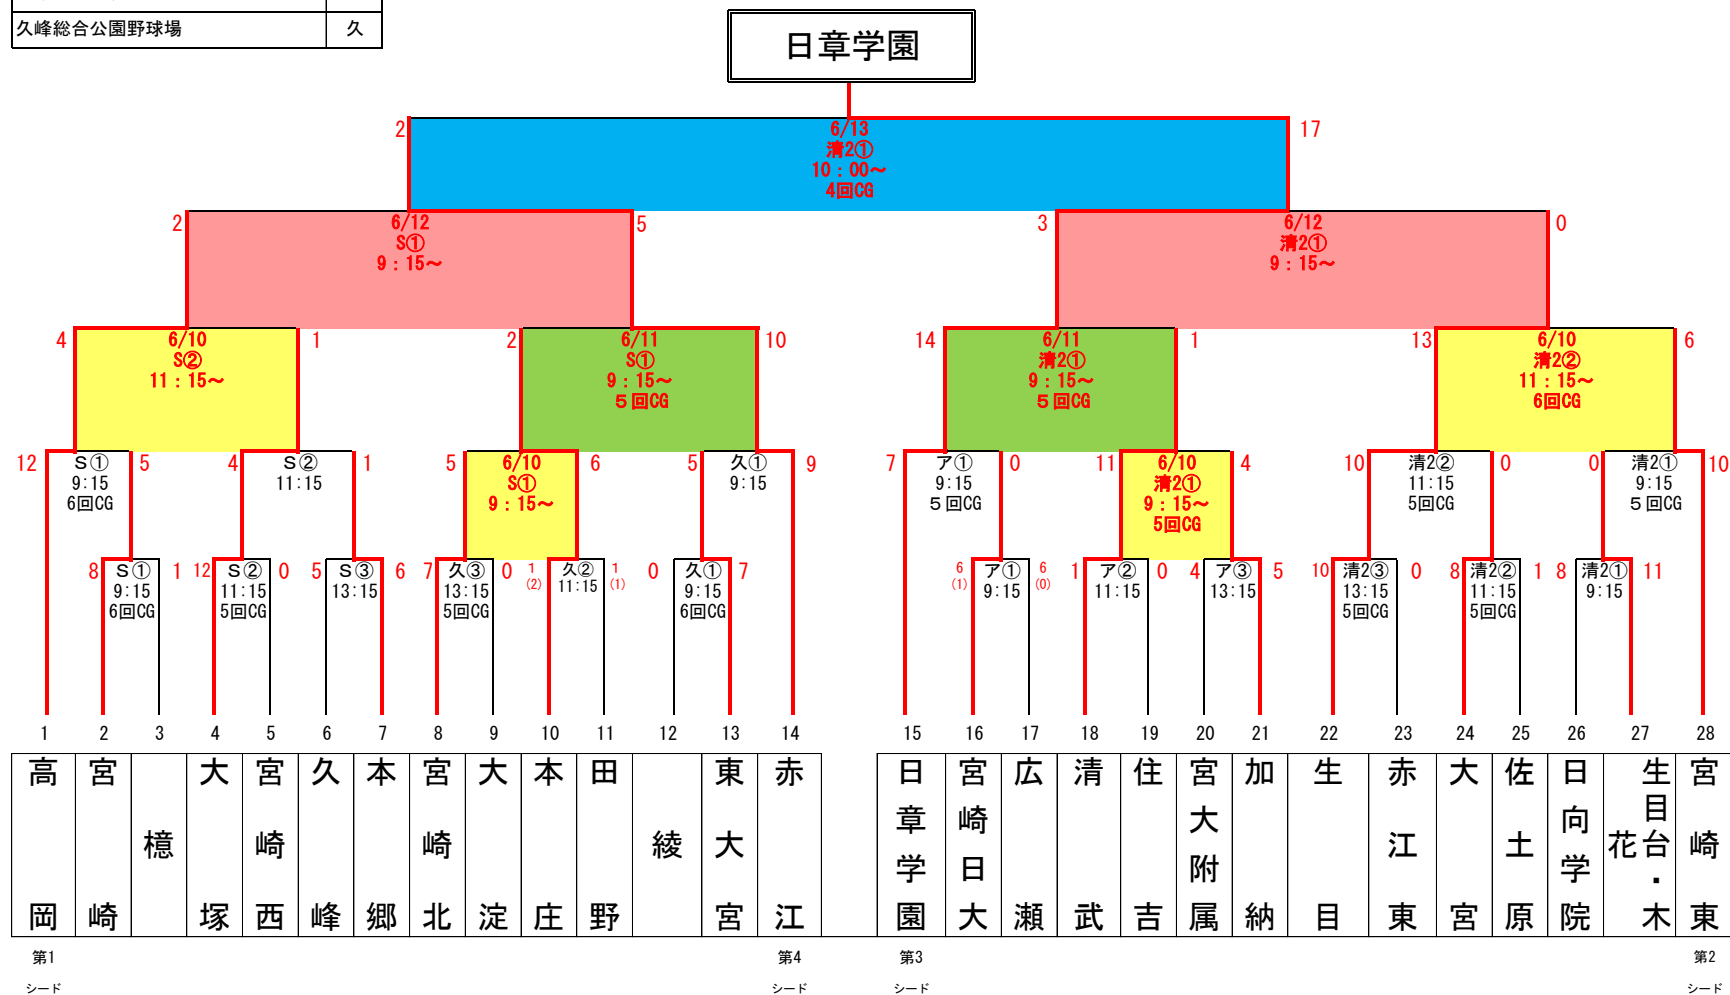 久峰総合公園野球場 久
日章学園
2 6/13 17
清2①
10：00～
4回CG
2 6/12 5 3 6/12 0
S① 清2①
9：15～ 9：15～
4 6/10 1 2 6/11 10 14 6/11 1 13 6/10 6
S② S① 清2① 清2②
11：15～ 9：15～ 9：15～ 11：15～
５回CG ５回CG 6回CG
12 S① 5 4 S② 1 5 6/10 6 5 久① 9 7 ア① 0 11 6/10 4 10 清2② 0 0 清2① 10
9:15 11:15 S① 9:15 9:15 清2① 11:15 9:15
6回CG 9：15～ ５回CG 9：15～ 5回CG ５回CG
5回CG
8 S① 1 12 S② 0 5 S③ 6 7 久③ 0 1 久② 1 0 久① 7 6 ア① 6 1 ア② 0 4 ア③ 5 10 清2③ 0 8 清2② 1 8 清2① 11
9:15 11:15 13:15 13:15 (2) 11:15 (1) 9:15 (1) 9:15 (0) 11:15 13:15 13:15 11:15 9:15
6回CG 5回CG 5回CG 6回CG 5回CG 5回CG
1 2 3 4 5 6 7 8 9 10 11 12 13 14 15 16 17 18 19 20 21 22 23 24 25 26 27 28
高岡
宮崎
檍
大塚
宮崎西
久峰
本郷
宮崎北
大淀
本庄
田野
綾
東大宮
赤江
日章学園
宮崎日大
広瀬
清武
住吉
宮大附属
加納
生目
赤江東
大宮
佐土原
日向学院
生目台・木
花
宮崎東
第1 第4 第3 第2
シード シード シード シード